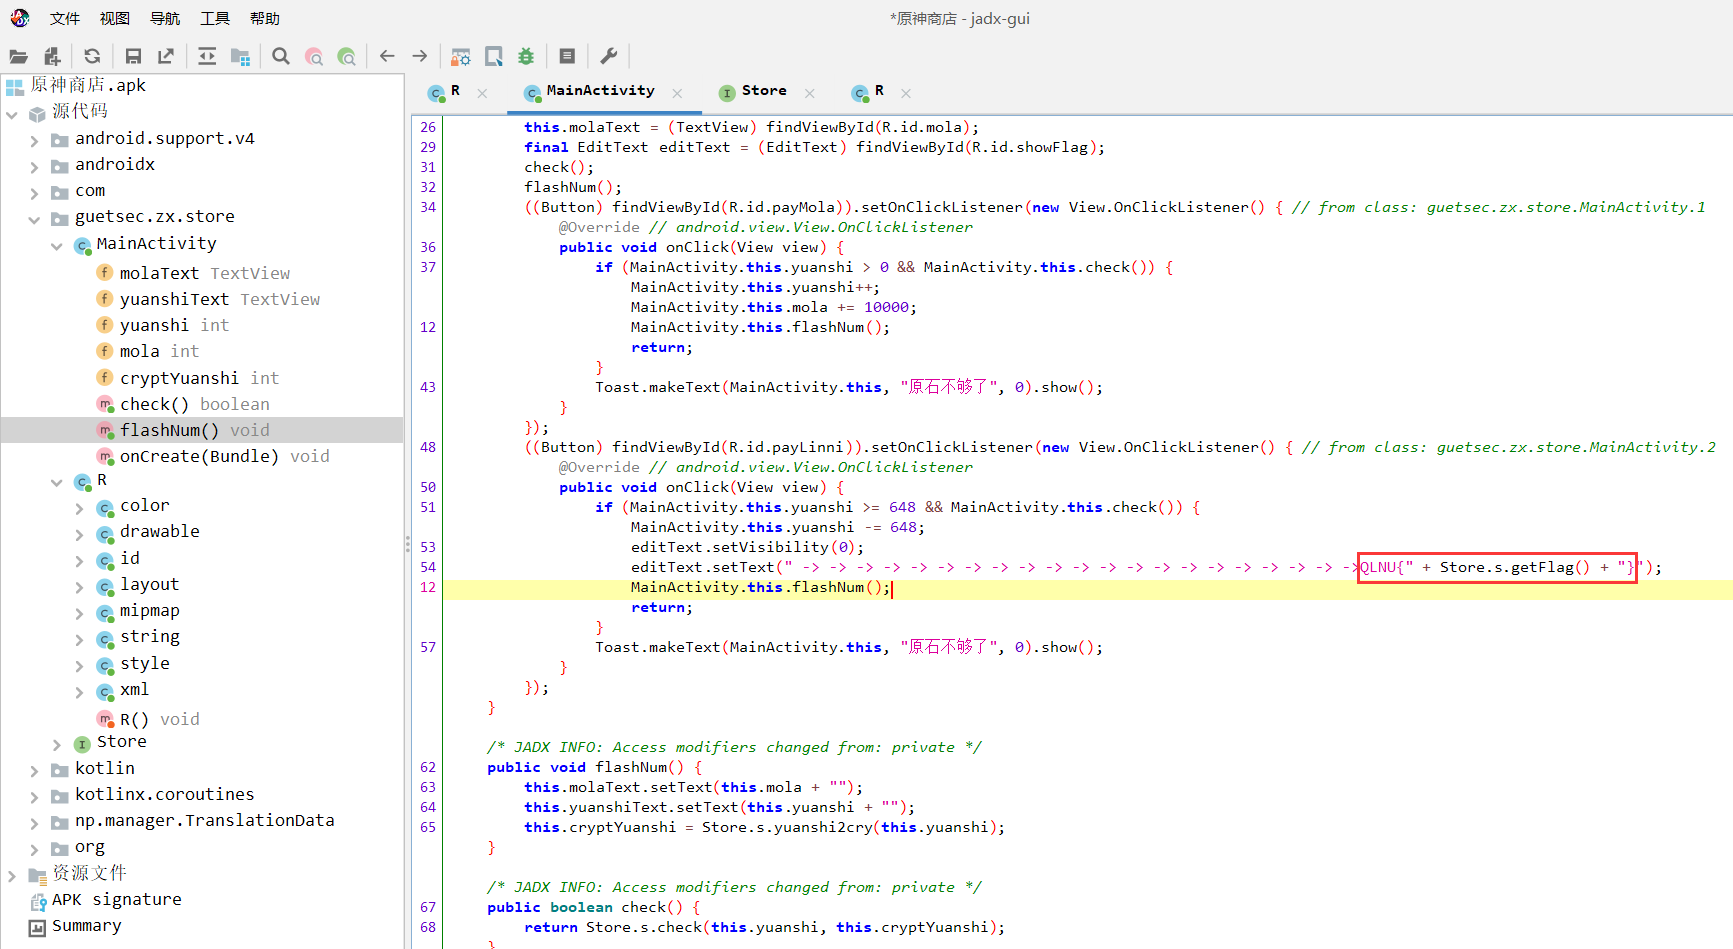 文件 视图 导航 工具 帮助
*原神商店 - jadx-gui
原神商店.apk
源代码
android.support.v4
androidx
com
guetsec.zx.store
MainActivity
molaText TextView
yuanshiText TextView
yuanshi int
mola int
cryptYuanshi int
check() boolean
flashNum() void
onCreate(Bundle) void
R
color
drawable
id
layout
mipmap
string
style
xml
R() void
Store
kotlin
kotlinx.coroutines
np.manager.TranslationData
org
资源文件
APK signature
Summary
R MainActivity Store R
26 this.molaText = (TextView) findViewById(R.id.mola);
29 final EditText editText = (EditText) findViewById(R.id.showFlag);
31 check();
32 flashNum();
34 ((Button) findViewById(R.id.payMola)).setOnClickListener(new View.OnClickListener() { // from class: guetsec.zx.store.MainActivity.1
@Override // android.view.View.OnClickListener
36 public void onClick(View view) {
37 if (MainActivity.this.yuanshi > 0 && MainActivity.this.check()) {
MainActivity.this.yuanshi++;
MainActivity.this.mola += 10000;
12 MainActivity.this.flashNum();
return;
}
43 Toast.makeText(MainActivity.this, "原石不够了", 0).show();
}
});
48 ((Button) findViewById(R.id.payLinni)).setOnClickListener(new View.OnClickListener() { // from class: guetsec.zx.store.MainActivity.2
@Override // android.view.View.OnClickListener
50 public void onClick(View view) {
51 if (MainActivity.this.yuanshi >= 648 && MainActivity.this.check()) {
MainActivity.this.yuanshi -= 648;
53 editText.setVisibility(0);
54 editText.setText(" -> -> -> -> -> -> -> -> -> -> -> -> -> -> -> -> -> -> -> -> ->QLNU{" + Store.s.getFlag() + "}");
12 MainActivity.this.flashNum();
return;
}
57 Toast.makeText(MainActivity.this, "原石不够了", 0).show();
}
});
}
/* JADX INFO: Access modifiers changed from: private */
62 public void flashNum() {
63 this.molaText.setText(this.mola + "");
64 this.yuanshiText.setText(this.yuanshi + "");
65 this.cryptYuanshi = Store.s.yuanshi2cry(this.yuanshi);
}
/* JADX INFO: Access modifiers changed from: private */
67 public boolean check() {
68 return Store.s.check(this.yuanshi, this.cryptYuanshi);
}